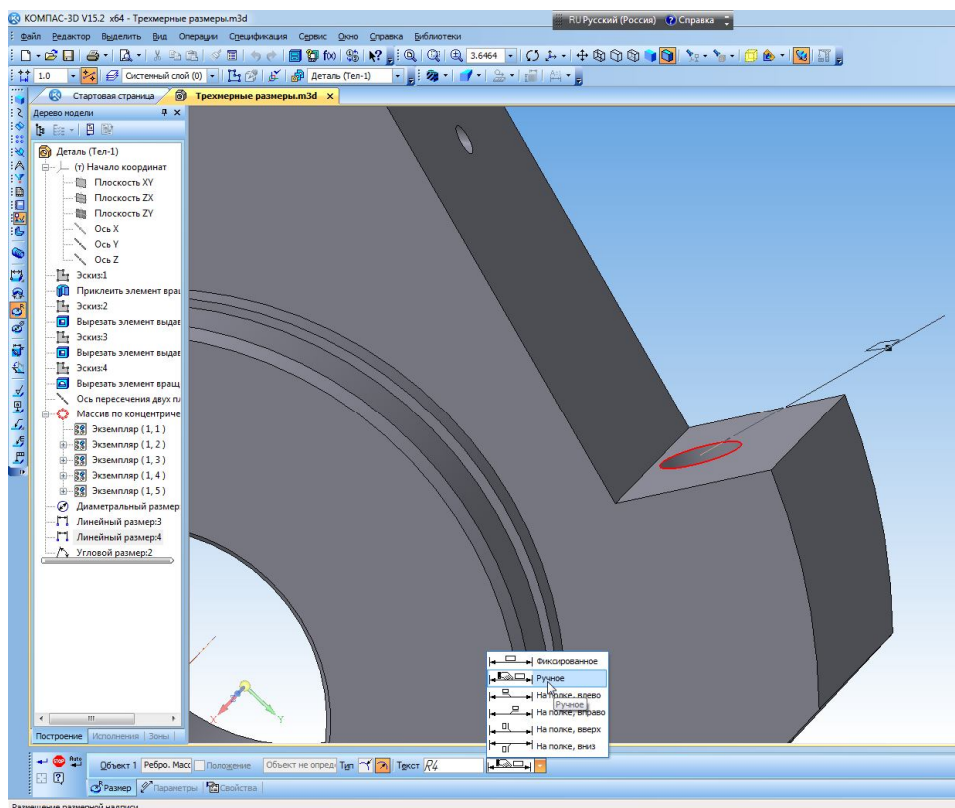 КОМПАС-3D V15.2 x64 - Трехмерные размеры.m3d
RU Русский (Россия) ? Справка
Файл Редактор Выделить Вид Операции Спецификация Сервис Окно Справка Библиотеки
3.6464
1.0 Системный слой (0) Деталь (Тел-1)
Стартовая страница Трехмерные размеры.m3d x
Дерево модели
Деталь (Тел-1)
(т) Начало координат
Плоскость XY
Плоскость ZX
Плоскость ZY
Ось X
Ось Y
Ось Z
Эскиз:1
Приклеить элемент вращ
Эскиз:2
Вырезать элемент выдав
Эскиз:3
Вырезать элемент выдав
Эскиз:4
Вырезать элемент вращ
Ось пересечения двух пл
Массив по концентриче
Экземпляр (1, 1 )
Экземпляр (1, 2 )
Экземпляр (1, 3 )
Экземпляр (1, 4 )
Экземпляр (1, 5 )
Диаметральный размер
Линейный размер:3
Линейный размер:4
Угловой размер:2
X Y
Фиксированное
Ручное
На полке, влево
Ручное
На полке, вправо
На полке, вверх
На полке, вниз
Построение Исполнения Зоны
STOP Auto Объект 1 Ребро. Масс Положение Объект не опред Тип Текст R4
Размер Параметры Свойства
Размещение размерной надписи